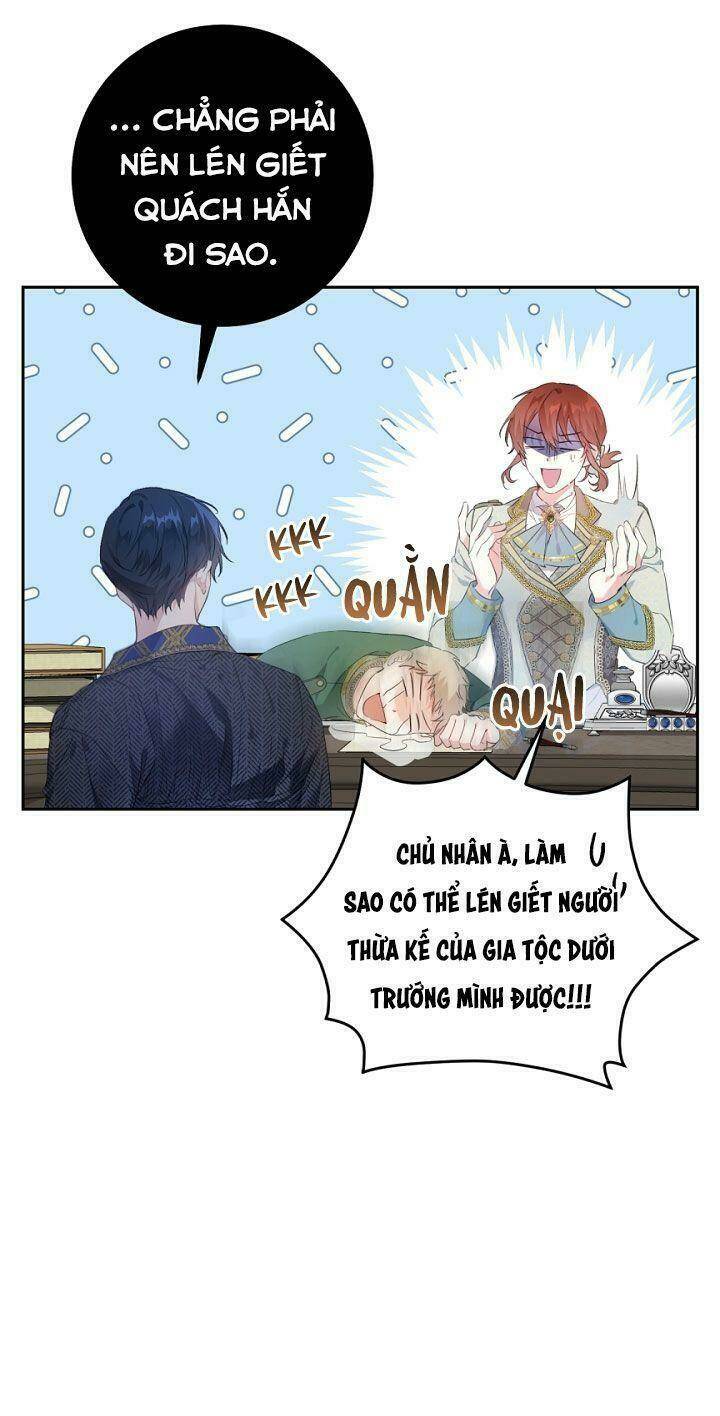 ... CHẲNG PHẢI
NÊN LÉN GIẾT
QUÁCH HẮN
ĐI SAO.
KKK
KKK
QUẰN
QUẠI
CHỦ NHÂN À, LÀM
SAO CÓ THỂ LÉN GIẾT NGƯỜI
THỪA KẾ CỦA GIA TỘC DƯỚI
TRƯỚNG MÌNH ĐƯỢC!!!